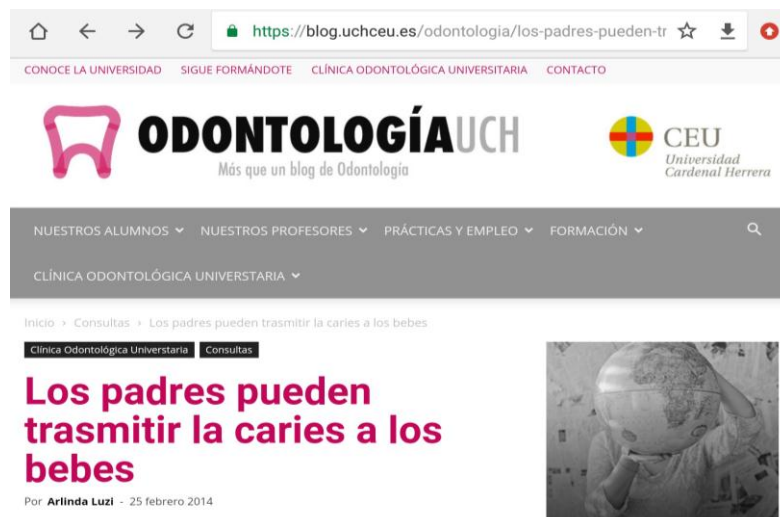 https://blog.uchceu.es/odontologia/los-padres-pueden-tr
CONOCE LA UNIVERSIDAD SIGUE FORMÁNDOTE CLÍNICA ODONTOLÓGICA UNIVERSITARIA CONTACTO
ODONTOLOGÍAUCH
Más que un blog de Odontología
CEU
Universidad
Cardenal Herrera
NUESTROS ALUMNOS NUESTROS PROFESORES PRÁCTICAS Y EMPLEO FORMACIÓN
CLÍNICA ODONTOLÓGICA UNIVERSTARIA
Inicio › Consultas › Los padres pueden trasmitir la caries a los bebes
Clínica Odontológica Universtaria Consultas
Los padres pueden
trasmitir la caries a los
bebes
Por Arlinda Luzi - 25 febrero 2014